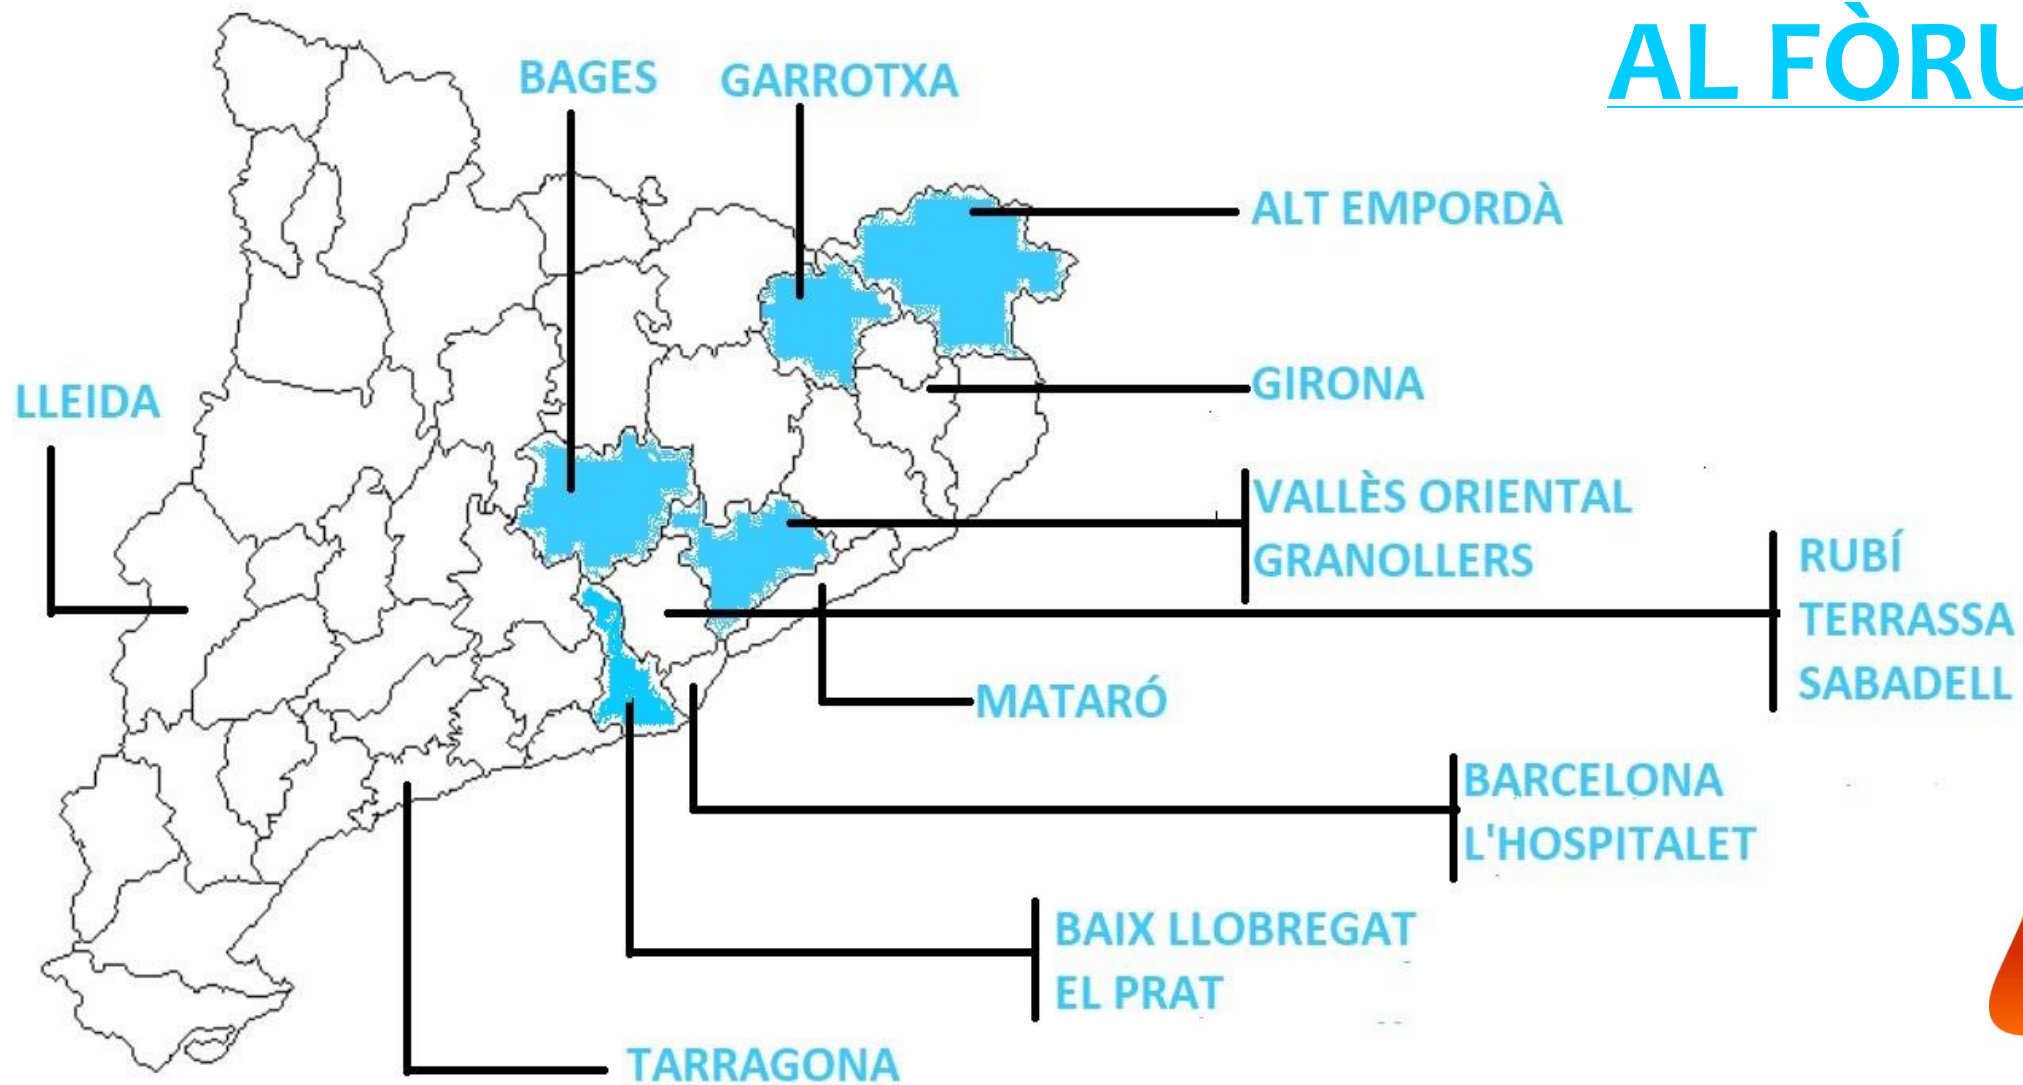 AL FÒRU
BAGES
GARROTXA
ALT EMPORDÀ
GIRONA
LLEIDA
VALLÈS ORIENTAL
GRANOLLERS
RUBÍ
TERRASSA
SABADELL
MATARÓ
BARCELONA
L'HOSPITALET
BAIX LLOBREGAT
EL PRAT
TARRAGONA